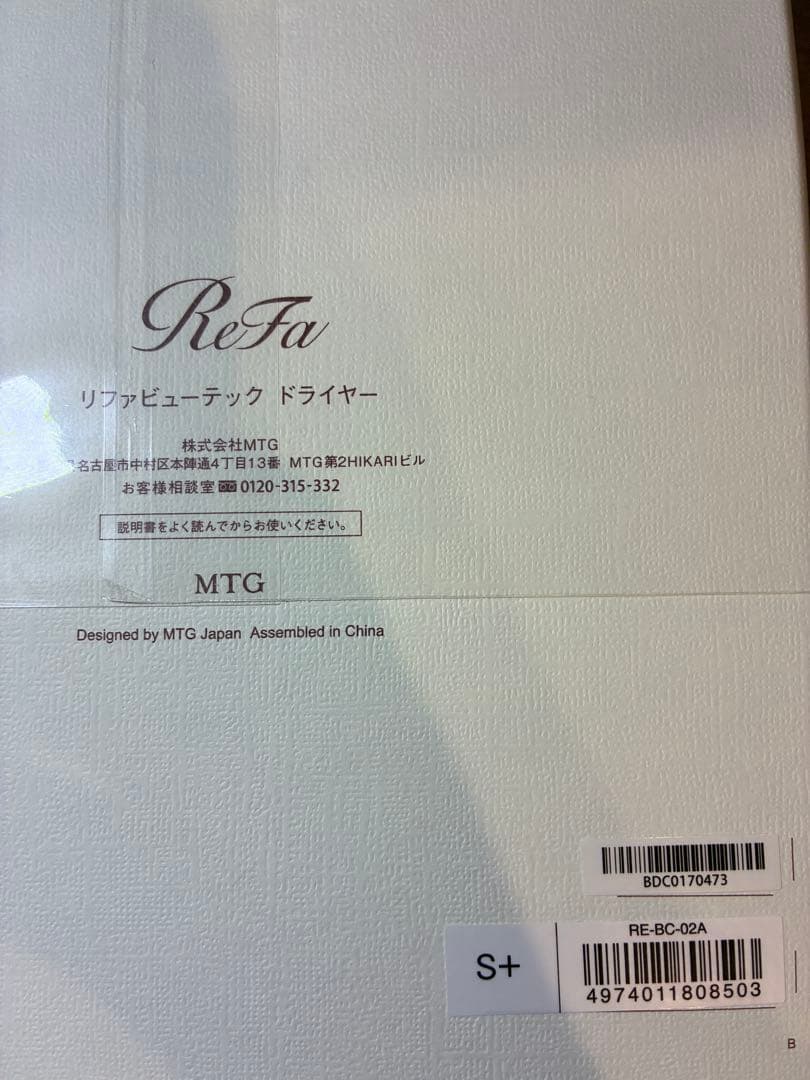 ReFa
リファビューテック ドライヤー
株式会社MTG
名古屋市中村区本陣通4丁目13番 MTG第2HIKARIビル
お客様相談室 0120-315-332
説明書をよく読んでからお使いください。
MTG
Designed by MTG Japan Assembled in China
BDC0170473
S+
RE-BC-02A
4974011808503
B